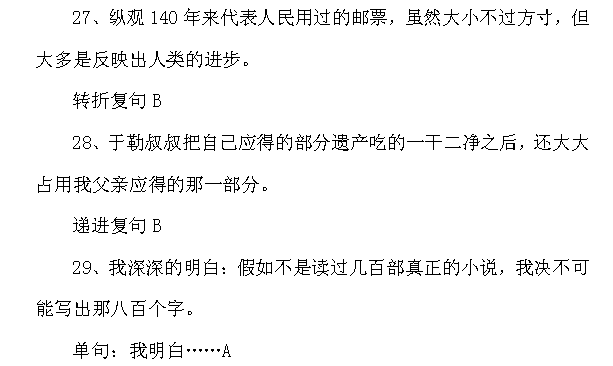 27、纵观 140 年来代表人民用过的邮票，虽然大小不过方寸，但
大多是反映出人类的进步。
转折复句 B
28、于勒叔叔把自己应得的部分遗产吃的一干二净之后，还大大
占用我父亲应得的那一部分。
递进复句 B
29、我深深的明白：假如不是读过几百部真正的小说，我决不可
能写出那八百个字。
单句：我明白……A